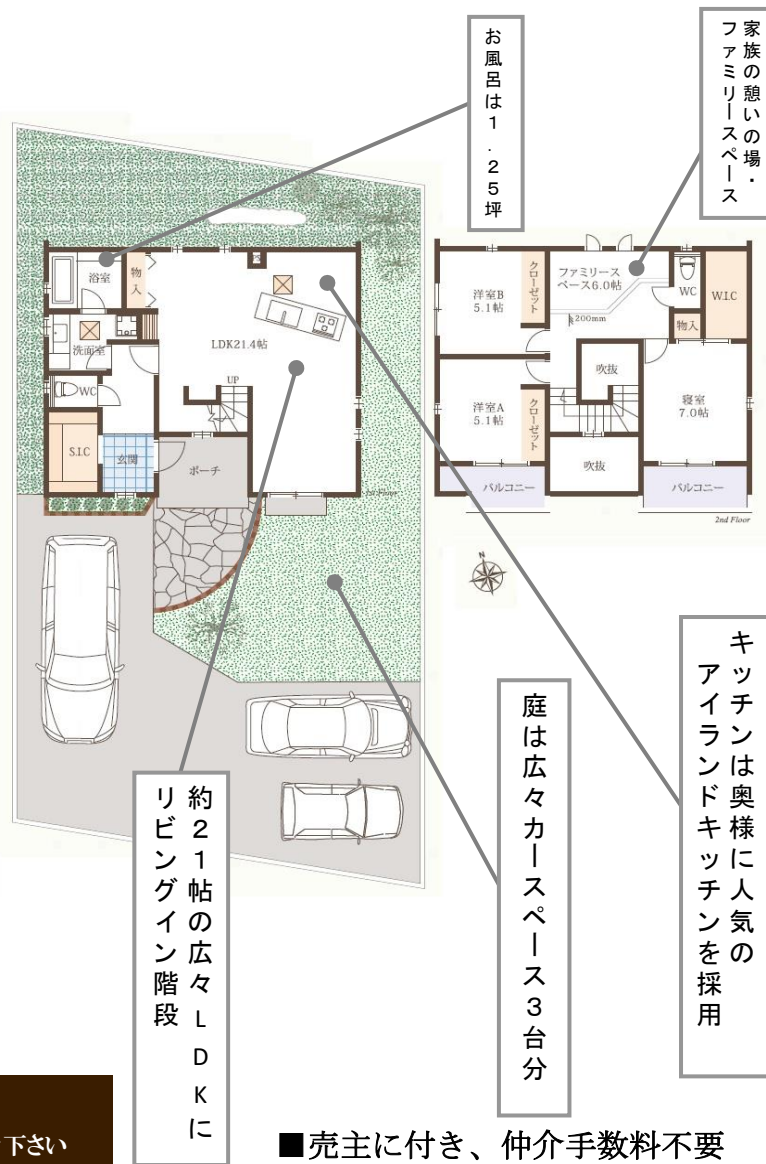 家族の憩いの場・
ファミリースペース
お風呂は1.25坪
浴室
物入
洗面室
WC
S.I.C
玄関
LDK21.4帖
UP
ポーチ
1st Floor
洋室B
5.1帖
クローゼット
ファミリース
ペース6.0帖
200mm
WC
W.I.C
物入
吹抜
洋室A
5.1帖
クローゼット
寝室
7.0帖
吹抜
バルコニー
バルコニー
2nd Floor
N
キッチンは奥様に人気の
アイランドキッチンを採用
庭は広々カースペース3台分
約21帖の広々LDKに
リビングイン階段
下さい
■売主に付き、仲介手数料不要